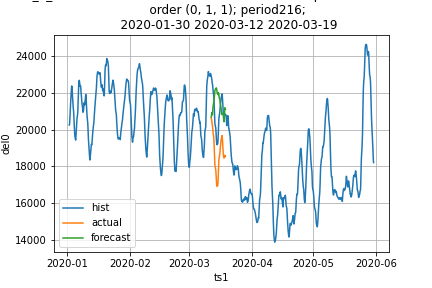 order (0, 1, 1); period216;
2020-01-30 2020-03-12 2020-03-19
24000
22000
20000
18000
16000
14000
del0
hist
actual
forecast
2020-01 2020-02 2020-03 2020-04 2020-05 2020-06
ts1